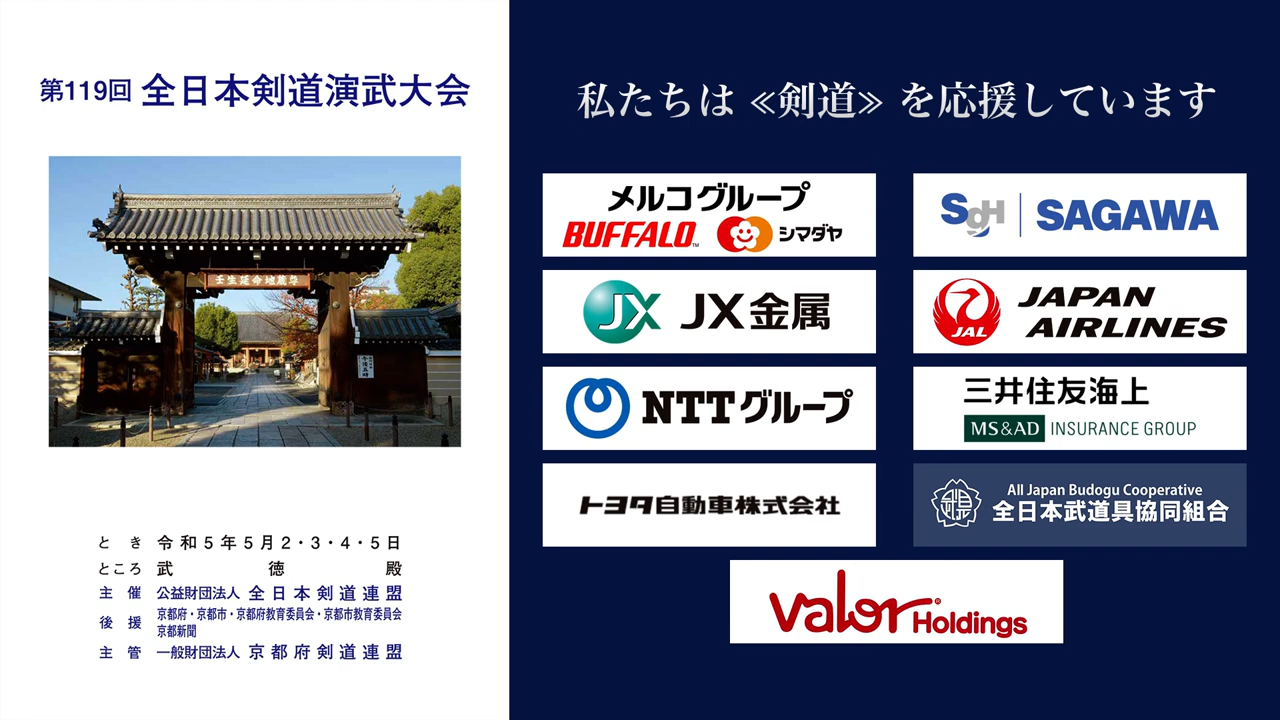 第119回 全日本剣道演武大会
壬生延命地蔵尊
と き 令和5年5月2・3・4・5日
ところ 武徳殿
主 催 公益財団法人 全日本剣道連盟
後 援 京都府・京都市・京都府教育委員会・京都市教育委員会
京都新聞
主 管 一般財団法人 京都府剣道連盟
私たちは ≪剣道≫ を応援しています
メルコグループ
BUFFALO™ シマダヤ
SGH SAGAWA
JX JX金属
JAL JAPAN
AIRLINES
NTTグループ
三井住友海上
MS&AD INSURANCE GROUP
トヨタ自動車株式会社
All Japan Budogu Cooperative
全日本武道具協同組合
valor® Holdings